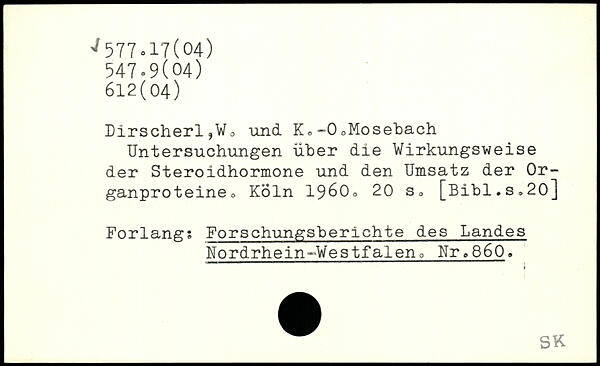 √577.17(04)
547.9(04)
612(04)
Dirscherl,W. und K.-O.Mosebach
Untersuchungen über die Wirkungsweise
der Steroidhormone und den Umsatz der Or-
ganproteine. Köln 1960. 20 s. [Bibl.s.20]
Forlang: Forschungsberichte des Landes
Nordrhein-Westfalen. Nr.860.
SK